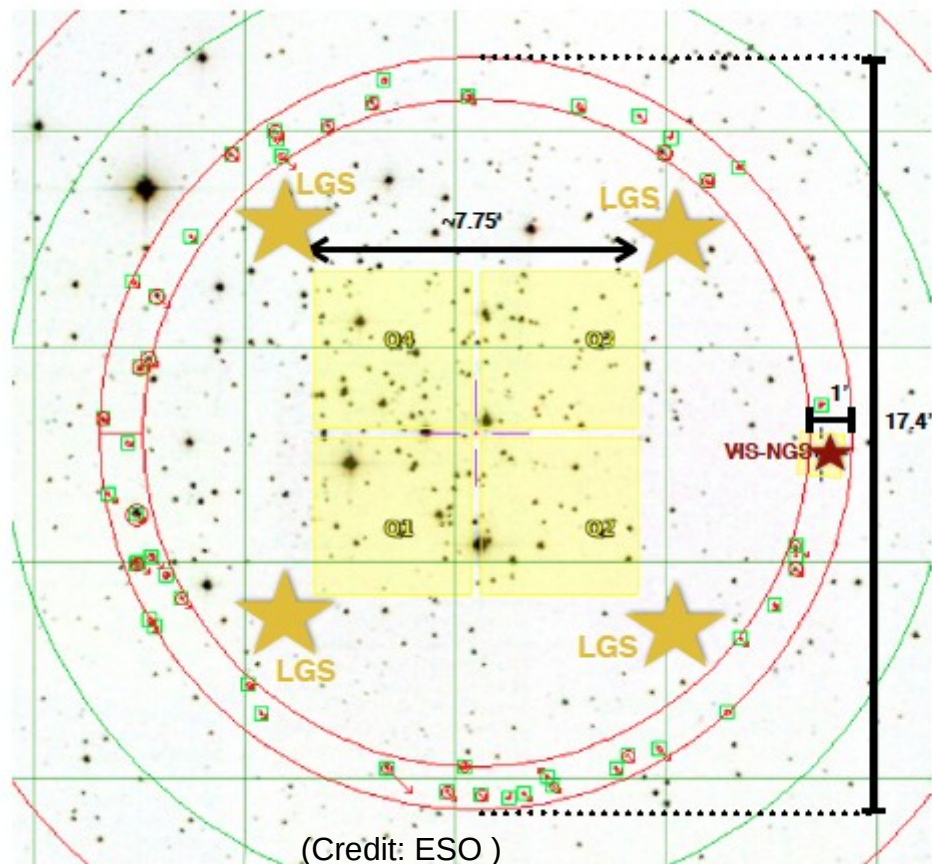 LGS
LGS
~7.75'
Q4
Q3
1'
17.4'
VIS-NGS
Q1
Q2
LGS
LGS
(Credit: ESO )